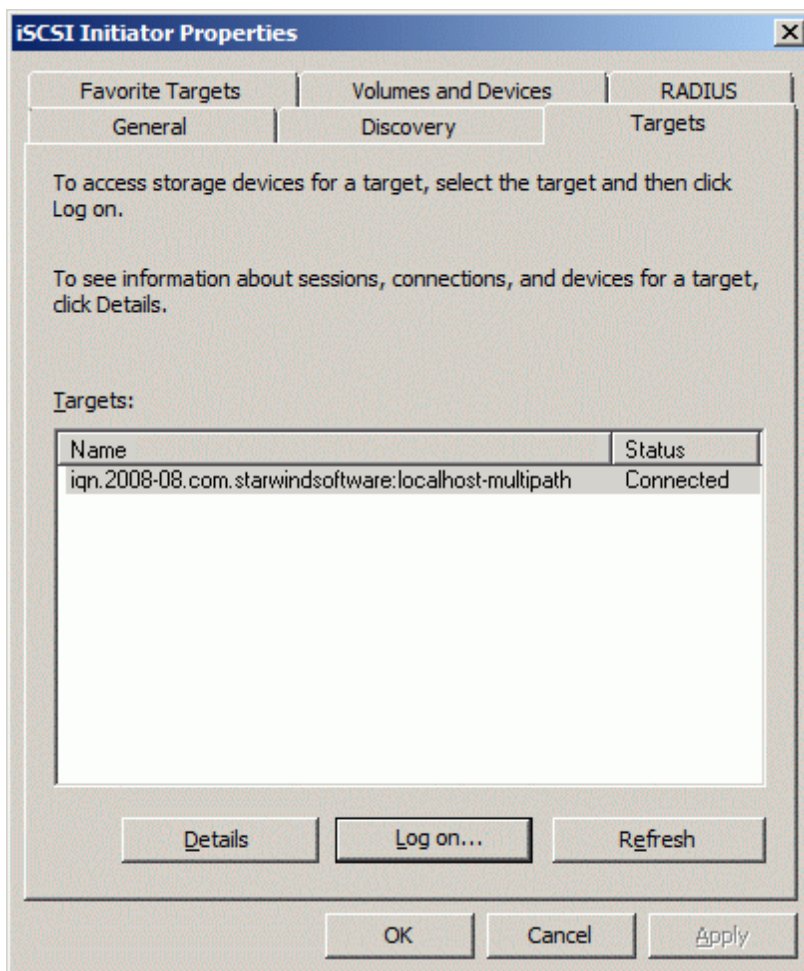 iSCSI Initiator Properties
Favorite Targets Volumes and Devices RADIUS
General Discovery Targets
To access storage devices for a target, select the target and then click
Log on.
To see information about sessions, connections, and devices for a target,
click Details.
Targets:
Name Status
iqn.2008-08.com.starwindsoftware:localhost-multipath Connected
Details Log on... Refresh
OK Cancel Apply